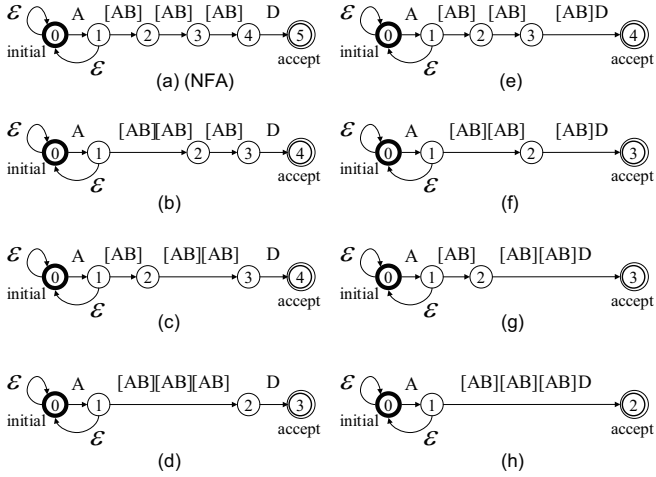 ε A [AB] [AB] [AB] D
0 1 2 3 4 5
initial ε accept
(a) (NFA)
ε A [AB] [AB] [AB]D
0 1 2 3 4
initial ε accept
(e)
ε A [AB][AB] [AB] D
0 1 2 3 4
initial ε accept
(b)
ε A [AB][AB] [AB]D
0 1 2 3
initial ε accept
(f)
ε A [AB] [AB][AB] D
0 1 2 3 4
initial ε accept
(c)
ε A [AB] [AB][AB]D
0 1 2 3
initial ε accept
(g)
ε A [AB][AB][AB] D
0 1 2 3
initial ε accept
(d)
ε A [AB][AB][AB]D
0 1 2
initial ε accept
(h)